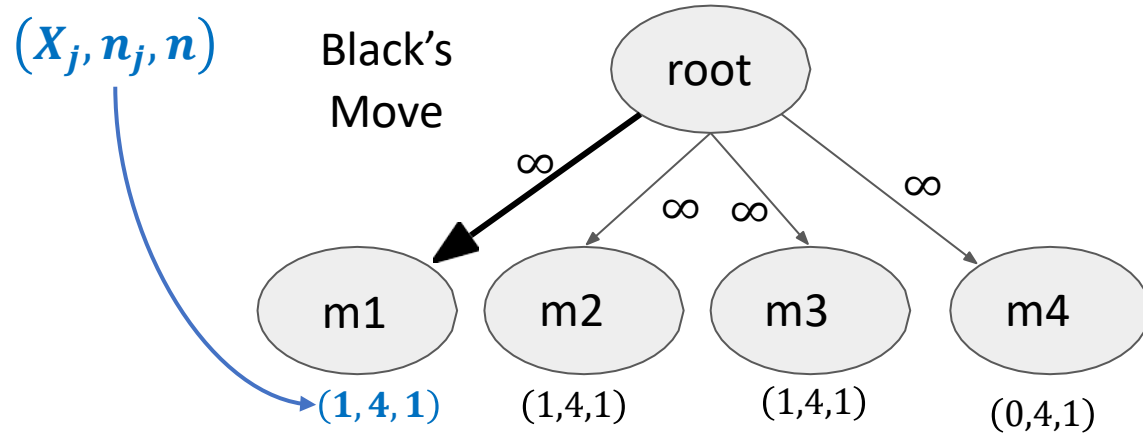 (X_j, n_j, n)
Black's
Move
root
∞
∞
∞
∞
m1
m2
m3
m4
(1, 4, 1)
(1,4,1)
(1,4,1)
(0,4,1)